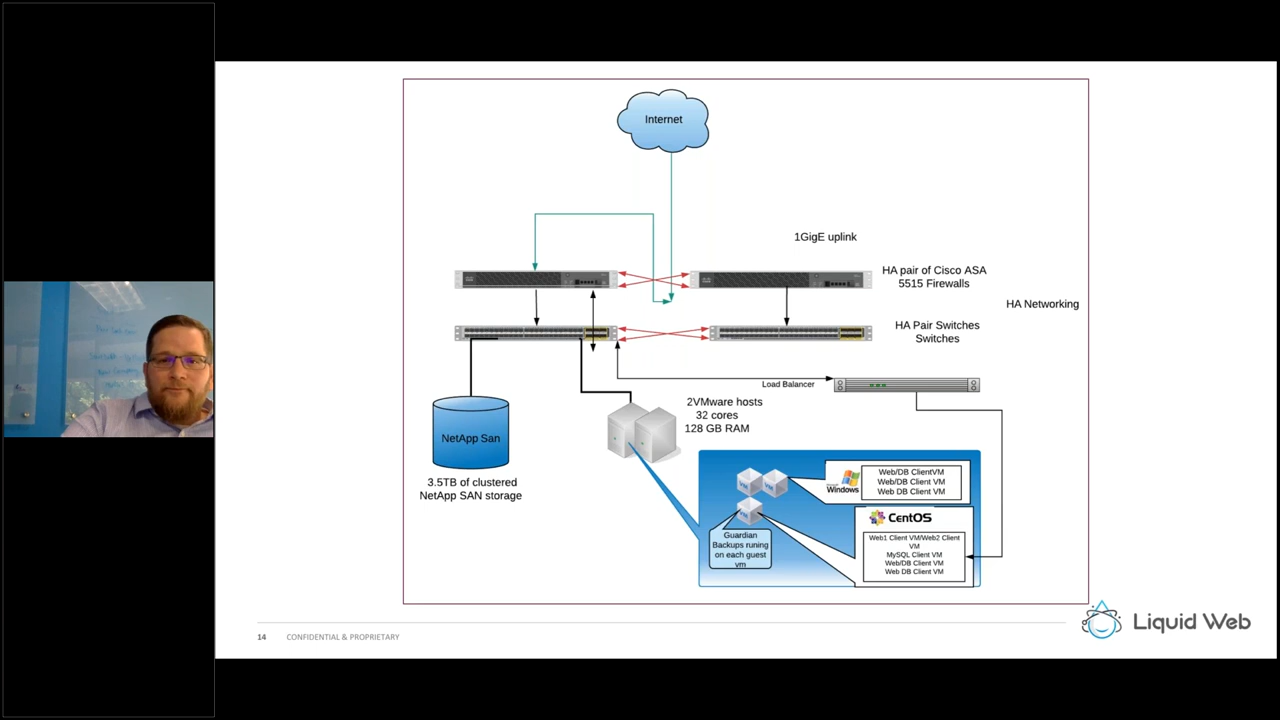 Internet
1GigE uplink
HA pair of Cisco ASA
5515 Firewalls
HA Networking
HA Pair Switches
Switches
Load Balancer
2VMware hosts
32 cores
128 GB RAM
NetApp San
3.5TB of clustered
NetApp SAN storage
VM VM
VM
Windows
Web/DB ClientVM
Web/DB Client VM
Web DB Client VM
CentOS
Web1 Client VM/Web2 Client
VM
MySQL Client VM
Web/DB Client VM
Web DB Client VM
Guardian
Backups runing
on each guest
vm
14 CONFIDENTIAL & PROPRIETARY
Liquid Web